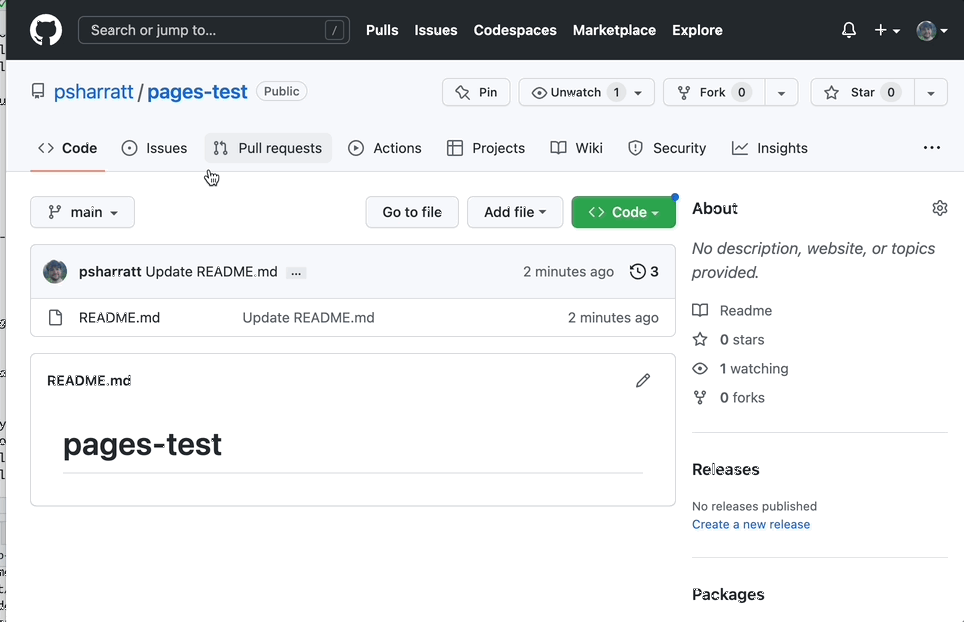 Search or jump to... /
Pulls Issues Codespaces Marketplace Explore
psharratt / pages-test Public
Pin Unwatch 1 Fork 0 Star 0
Code Issues Pull requests Actions Projects Wiki Security Insights ...
main Go to file Add file Code
psharratt Update README.md ... 2 minutes ago 3
README.md Update README.md 2 minutes ago
README.md
pages-test
About
No description, website, or topics
provided.
Readme
0 stars
1 watching
0 forks
Releases
No releases published
Create a new release
Packages